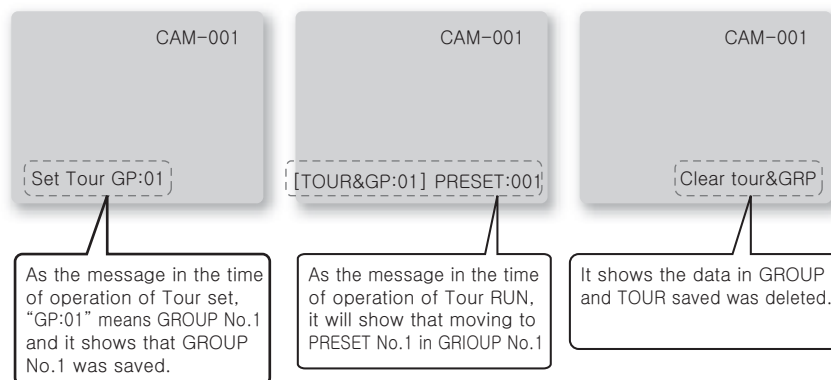 CAM-001
Set Tour GP:01
As the message in the time
of operation of Tour set,
“GP:01” means GROUP No.1
and it shows that GROUP
No.1 was saved.
CAM-001
[TOUR&GP:01] PRESET:001
As the message in the time
of operation of Tour RUN,
it will show that moving to
PRESET No.1 in GRIOUP No.1
CAM-001
Clear tour&GRP
It shows the data in GROUP
and TOUR saved was deleted.